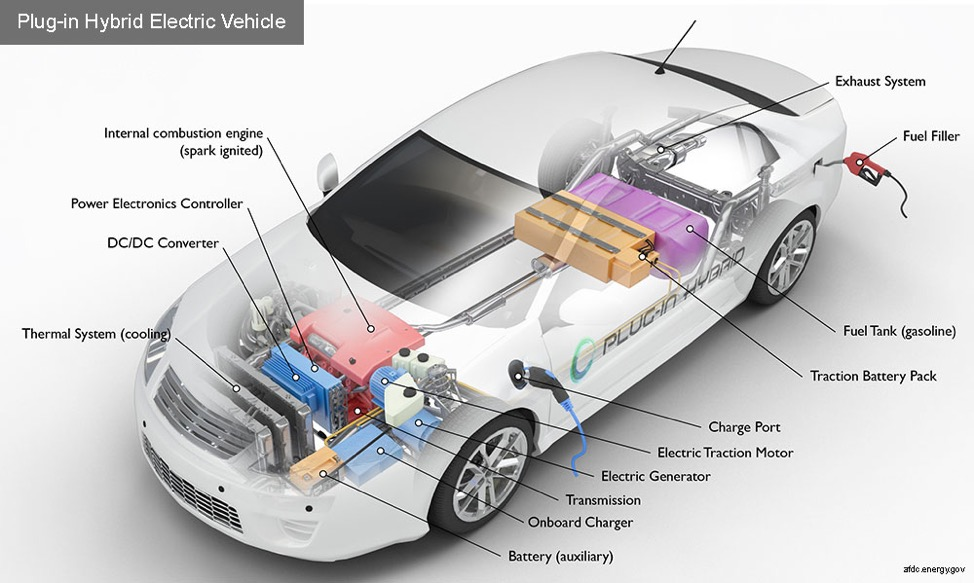 Plug-in Hybrid Electric Vehicle
Exhaust System
Internal combustion engine
(spark ignited)
Fuel Filler
Power Electronics Controller
DC/DC Converter
Thermal System (cooling)
PLUG-IN HYBRID
Fuel Tank (gasoline)
Traction Battery Pack
Charge Port
Electric Traction Motor
Electric Generator
Transmission
Onboard Charger
Battery (auxiliary)
afdc.energy.gov